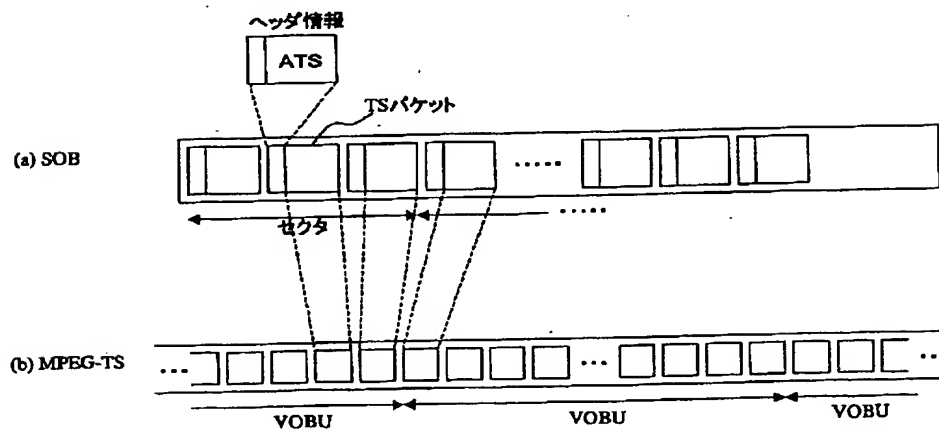 ヘッダ情報
ATS
TSパケット
(a) SOB
.....
セクタ
.....
(b) MPEG-TS
...
...
...
VOBU
VOBU
VOBU